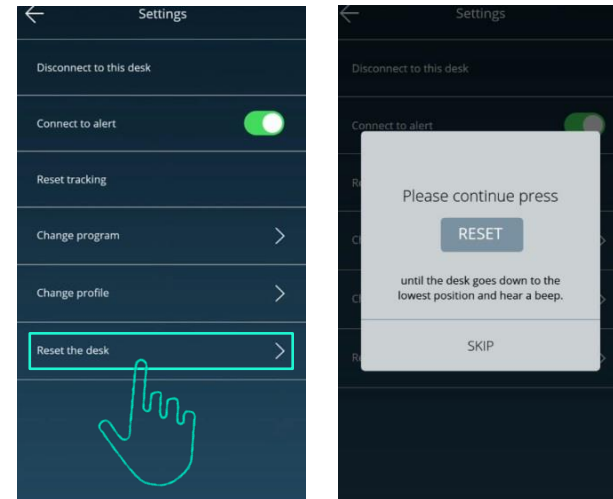 Settings
Disconnect to this desk
Connect to alert
Reset tracking
Change program
Change profile
Reset the desk
Settings
Disconnect to this desk
Connect to alert
Please continue press
RESET
until the desk goes down to the
lowest position and hear a beep.
SKIP